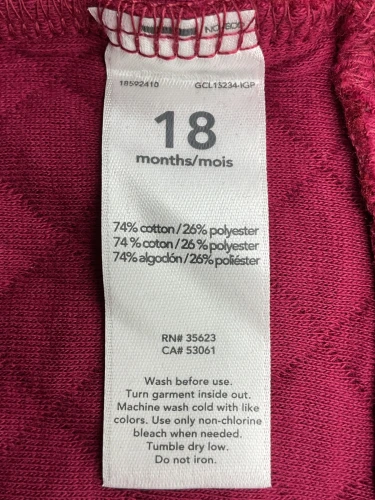 18592410 GCL15234-IGP
18
months/mois
74% cotton/26% polyester
74% coton/26% polyester
74% algodón/26% poliéster
RN# 35623
CA# 53061
Wash before use.
Turn garment inside out.
Machine wash cold with like
colors. Use only non-chlorine
bleach when needed.
Tumble dry low.
Do not iron.